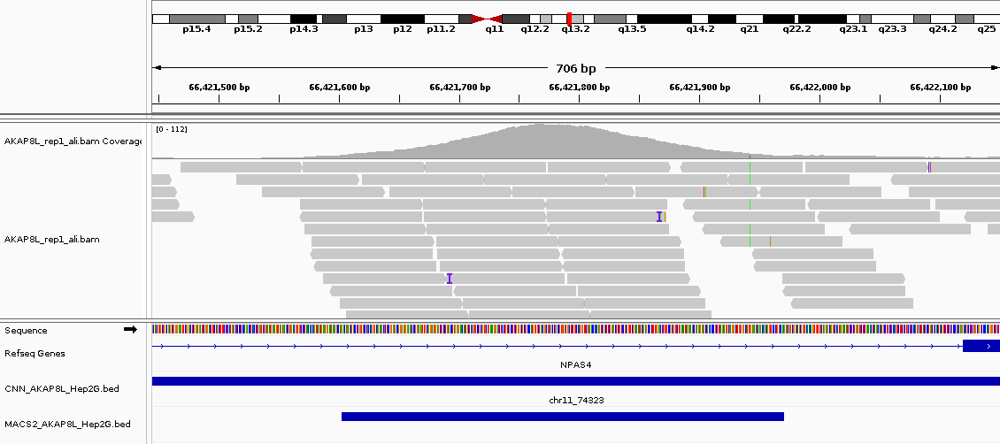 p15.4 p15.2 p14.3 p13 p12 p11.2 q11 q12.2 q13.2 q13.5 q14.2 q21 q22.2 q23.1 q23.3 q24.2 q25
706 bp
66,421,500 bp 66,421,600 bp 66,421,700 bp 66,421,800 bp 66,421,900 bp 66,422,000 bp 66,422,100 bp
[0 - 112]
AKAP8L_rep1_ali.bam Coverage
AKAP8L_rep1_ali.bam
Sequence
Refseq Genes
NPAS4
CNN_AKAP8L_Hep2G.bed
chr11_74323
MACS2_AKAP8L_Hep2G.bed